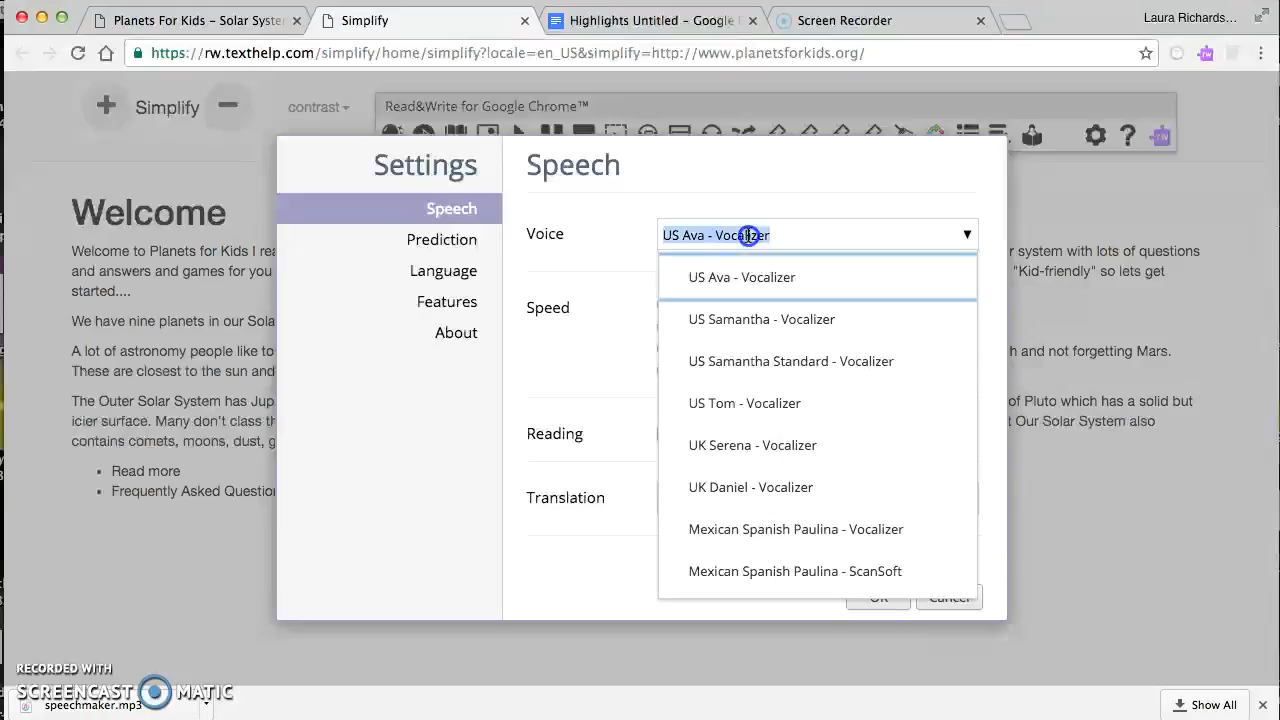 Planets For Kids – Solar Syste
Simplify
Highlights Untitled – Google
Screen Recorder
Laura Richards...
https://rw.texthelp.com/simplify/home/simplify?locale=en_US&simplify=http://www.planetsforkids.org/
Simplify
contrast
Read&Write for Google Chrome™
Settings
Speech
Prediction
Language
Features
About
Speech
Voice
US Ava - Vocalizer
US Ava - Vocalizer
US Samantha - Vocalizer
US Samantha Standard - Vocalizer
US Tom - Vocalizer
UK Serena - Vocalizer
UK Daniel - Vocalizer
Mexican Spanish Paulina - Vocalizer
Mexican Spanish Paulina - ScanSoft
Speed
Reading
Translation
OK
Cancel
Welcome
Welcome to Planets for Kids I rea r system with lots of questions
and answers and games for you "Kid-friendly" so lets get
started....
We have nine planets in our Sola
A lot of astronomy people like to h and not forgetting Mars.
These are closest to the sun and
The Outer Solar System has Jup of Pluto which has a solid but
icier surface. Many don't class th t Our Solar System also
contains comets, moons, dust, g
• Read more
• Frequently Asked Question
RECORDED WITH
SCREENCAST MATIC
speechmaker.mp3
Show All